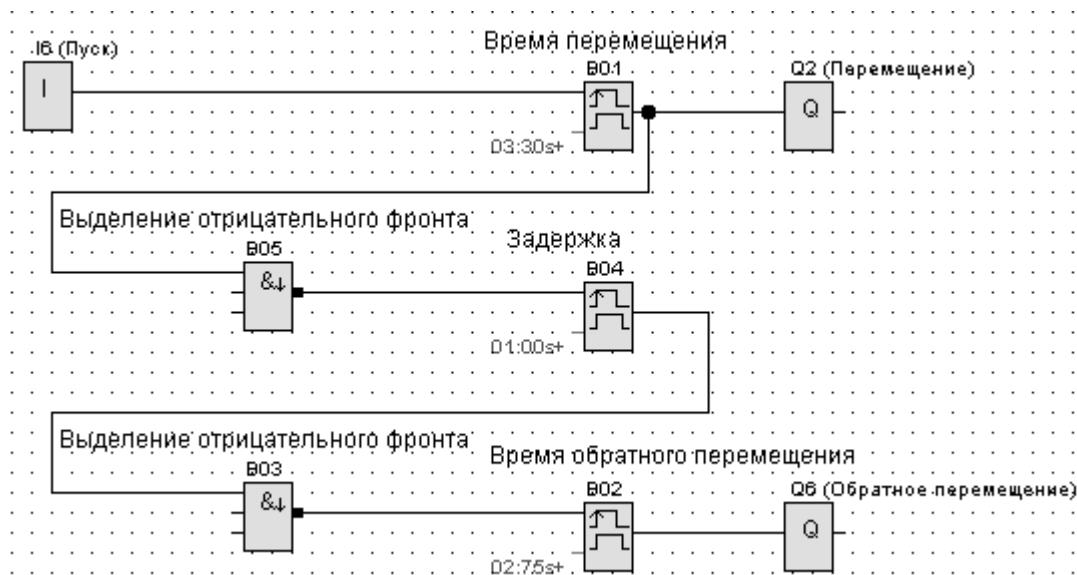 I6 (Пуск)
Время перемещения
B01
Q2 (Перемещение)
I
Q
03:30s+
Выделение отрицательного фронта
Задержка
B05
B04
&↓
01:00s+
Выделение отрицательного фронта
Время обратного перемещения
B03
B02
Q6 (Обратное перемещение)
&↓
Q
02:75s+